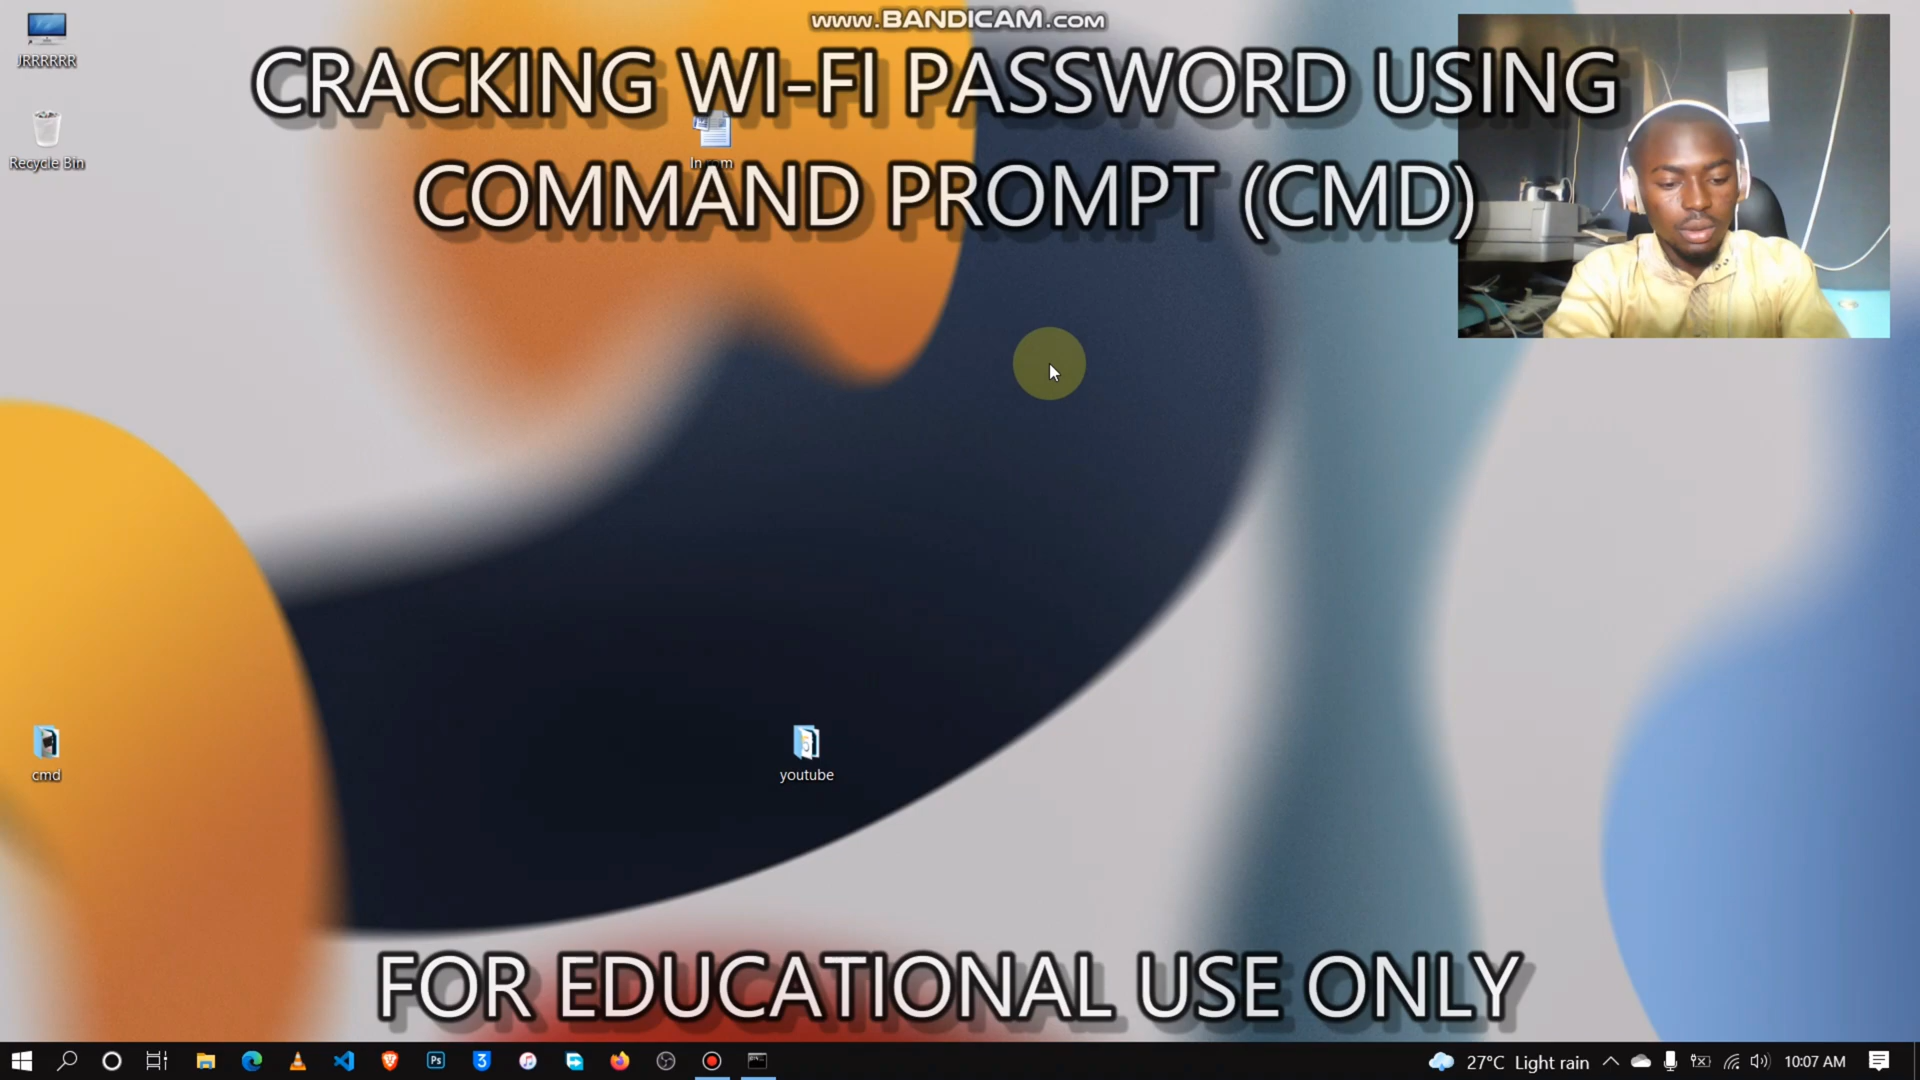 www.BANDICAM.com
JRRRRRR
CRACKING WI-FI PASSWORD USING
COMMAND PROMPT (CMD)
Recycle Bin
cmd
youtube
FOR EDUCATIONAL USE ONLY
27°C Light rain
10:07 AM